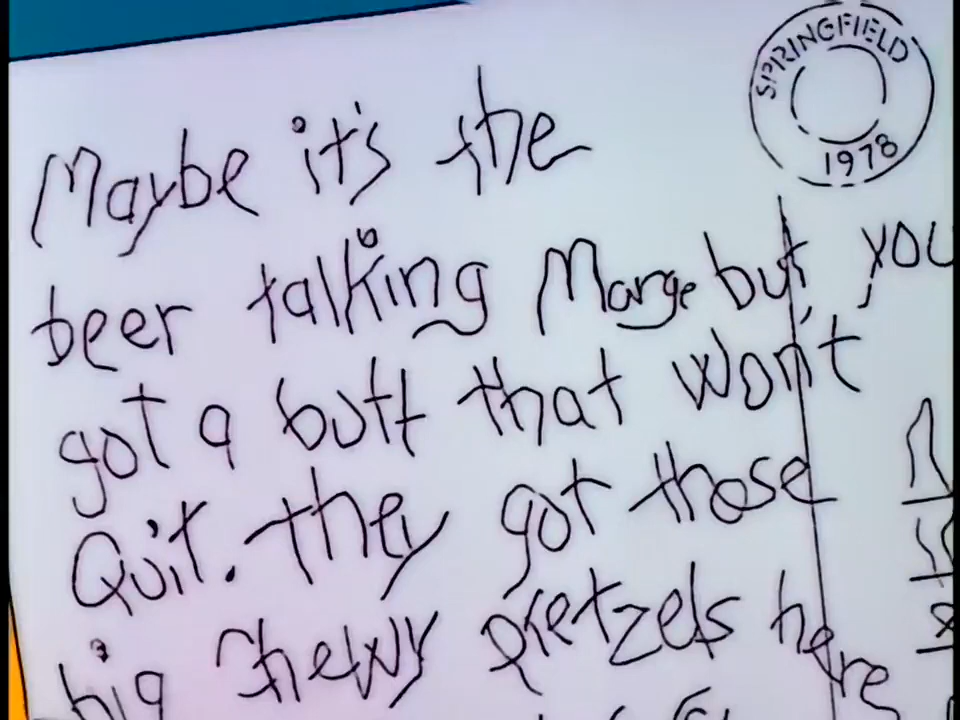 SPRINGFIELD
1978
Maybe it's the
beer talking Marge but, you
got a butt that won't
Quit. they got those
big chewy pretzels here